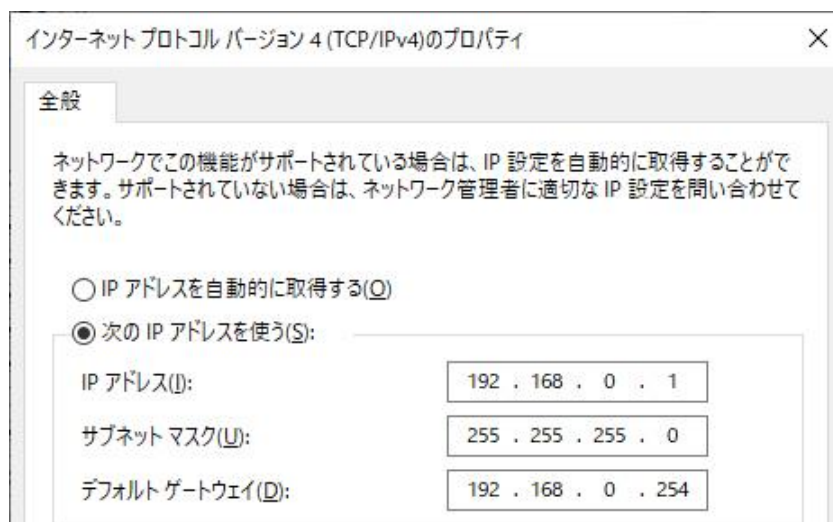 インターネット プロトコル バージョン 4 (TCP/IPv4)のプロパティ
全般
ネットワークでこの機能がサポートされている場合は、IP 設定を自動的に取得することがで
きます。サポートされていない場合は、ネットワーク管理者に適切な IP 設定を問い合わせて
ください。
IP アドレスを自動的に取得する(O)
次の IP アドレスを使う(S):
IP アドレス(I): 192 . 168 . 0 . 1
サブネット マスク(U): 255 . 255 . 255 . 0
デフォルト ゲートウェイ(D): 192 . 168 . 0 . 254